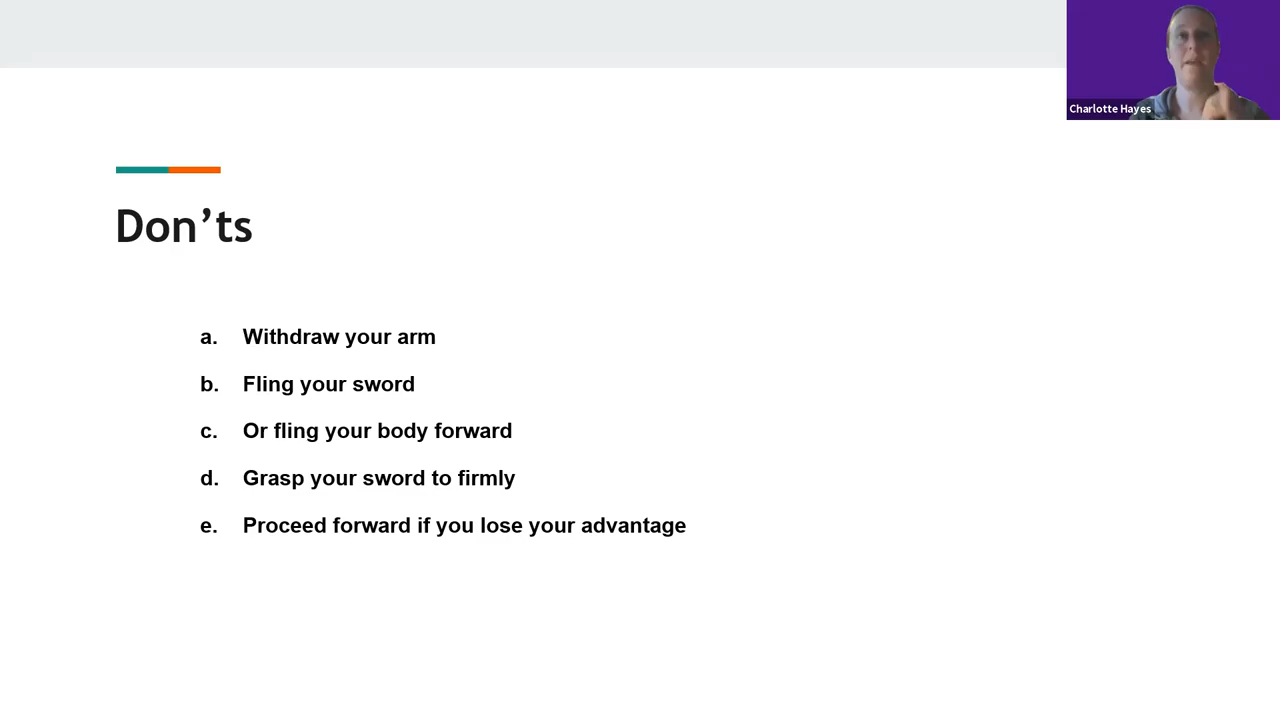 Charlotte Hayes
Don’ts
a. Withdraw your arm
b. Fling your sword
c. Or fling your body forward
d. Grasp your sword to firmly
e. Proceed forward if you lose your advantage